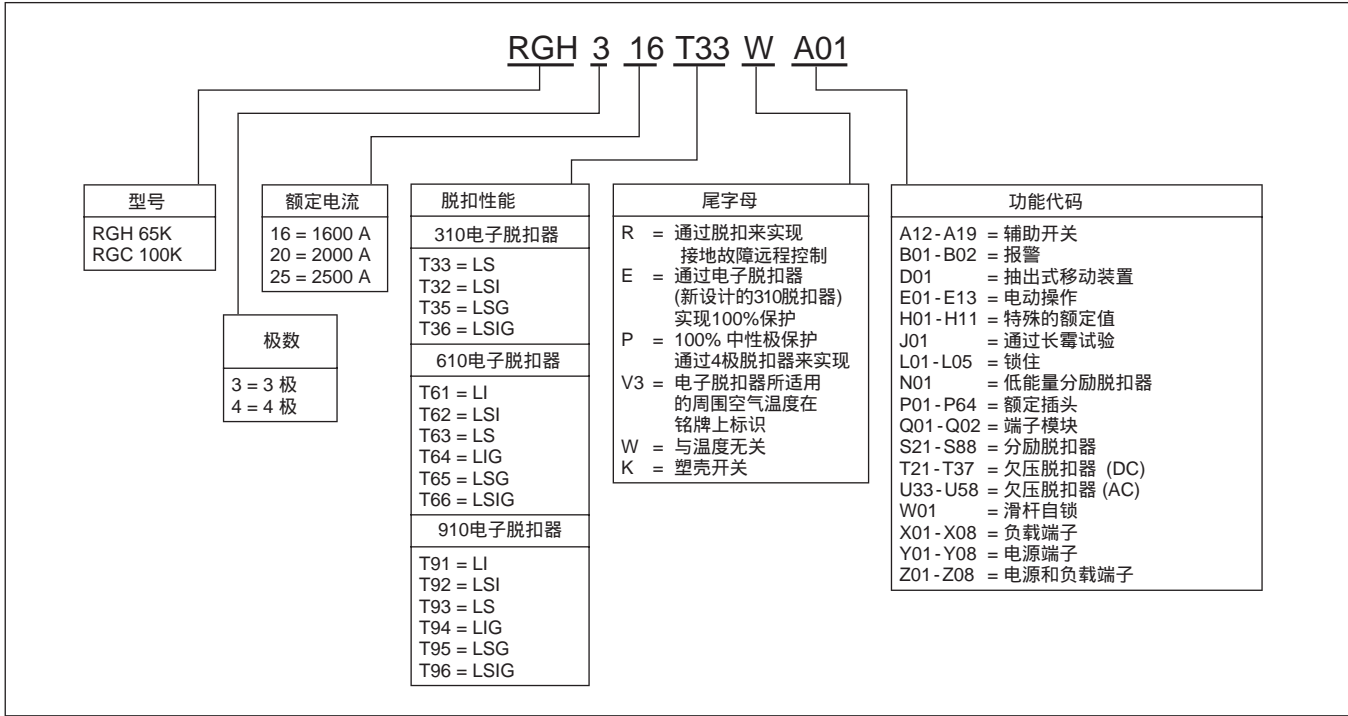 RGH 3 16 T33 W A01
型号
RGH 65K
RGC 100K
极数
3 = 3 极
4 = 4 极
额定电流
16 = 1600 A
20 = 2000 A
25 = 2500 A
脱扣性能
310电子脱扣器
T33 = LS
T32 = LSI
T35 = LSG
T36 = LSIG
610电子脱扣器
T61 = LI
T62 = LSI
T63 = LS
T64 = LIG
T65 = LSG
T66 = LSIG
910电子脱扣器
T91 = LI
T92 = LSI
T93 = LS
T94 = LIG
T95 = LSG
T96 = LSIG
尾字母
R = 通过脱扣来实现
接地故障远程控制
E = 通过电子脱扣器
(新设计的310脱扣器)
实现100%保护
P = 100% 中性极保护
通过4极脱扣器来实现
V3 = 电子脱扣器所适用
的周围空气温度在
铭牌上标识
W = 与温度无关
K = 塑壳开关
功能代码
A12-A19 = 辅助开关
B01-B02 = 报警
D01 = 抽出式移动装置
E01-E13 = 电动操作
H01-H11 = 特殊的额定值
J01 = 通过长霉试验
L01-L05 = 锁住
N01 = 低能量分励脱扣器
P01-P64 = 额定插头
Q01-Q02 = 端子模块
S21-S88 = 分励脱扣器
T21-T37 = 欠压脱扣器 (DC)
U33-U58 = 欠压脱扣器 (AC)
W01 = 滑杆自锁
X01-X08 = 负载端子
Y01-Y08 = 电源端子
Z01-Z08 = 电源和负载端子